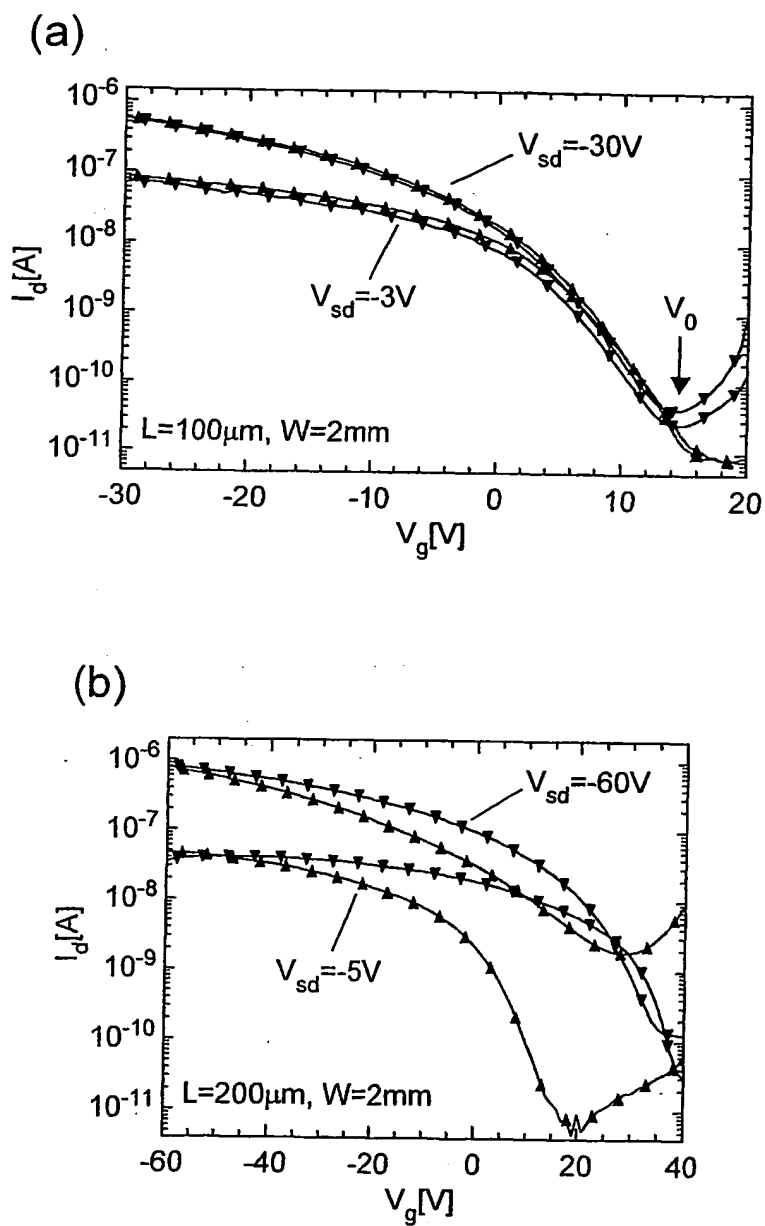 (a)
10^-6
10^-7
10^-8
10^-9
10^-10
10^-11
I_d[A]
V_sd=-30V
V_sd=-3V
V_0
L=100μm, W=2mm
-30 -20 -10 0 10 20
V_g[V]
(b)
10^-6
10^-7
10^-8
10^-9
10^-10
10^-11
I_d[A]
V_sd=-60V
V_sd=-5V
L=200μm, W=2mm
-60 -40 -20 0 20 40
V_g[V]